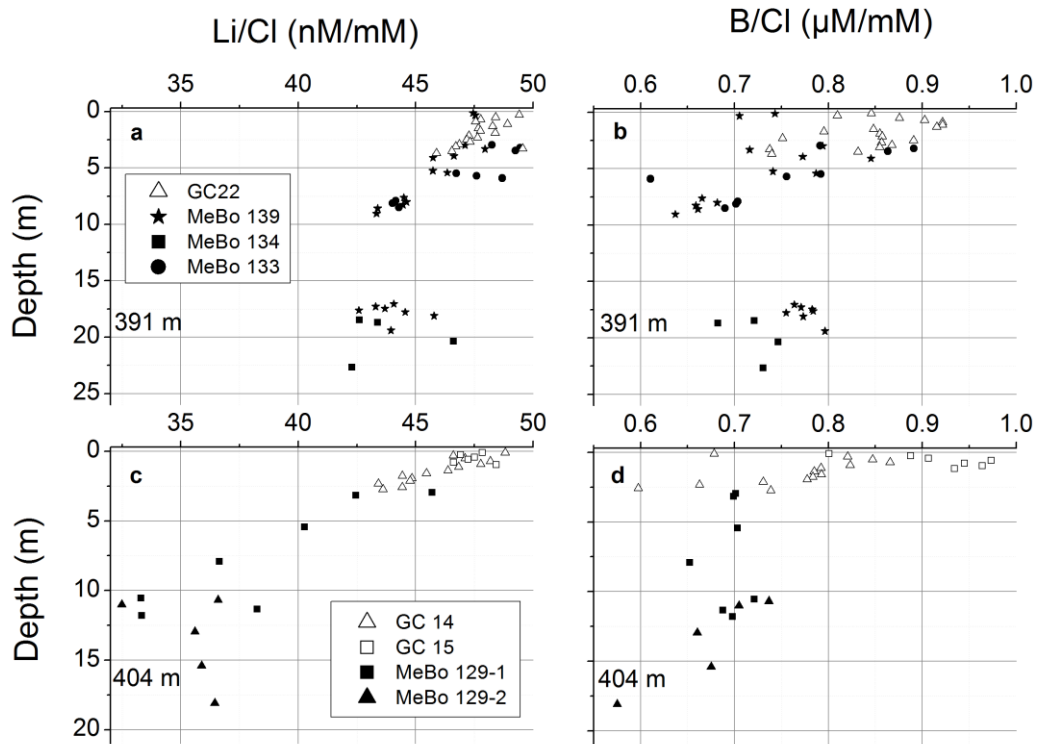 Li/Cl (nM/mM) B/Cl (µM/mM)
35 40 45 50 0.6 0.7 0.8 0.9 1.0
0
5
10
15
20
25
Depth (m)
a
GC22
MeBo 139
MeBo 134
MeBo 133
391 m
b
391 m
35 40 45 50 0.6 0.7 0.8 0.9 1.0
0
5
10
15
20
Depth (m)
c
GC 14
GC 15
MeBo 129-1
MeBo 129-2
404 m
d
404 m